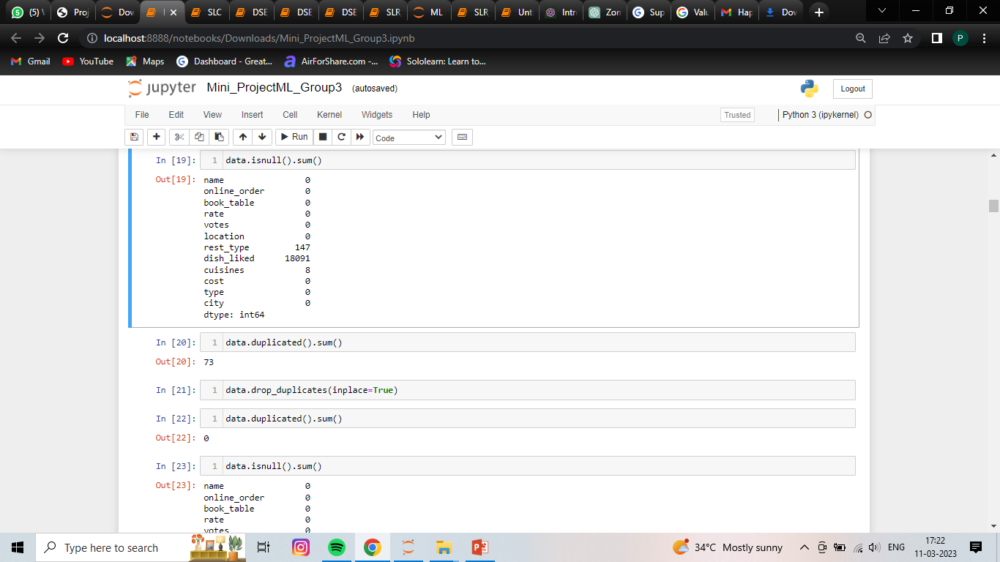 (5) \
Proj
Dow
I
SLC
DSE
DSE
DSE
SLR
ML
SLR
Unt
Intr
Zon
Sup
Valu
Hap
Dow
localhost:8888/notebooks/Downloads/Mini_ProjectML_Group3.ipynb
P
Gmail
YouTube
Maps
Dashboard - Great...
AirForShare.com -...
Sololearn: Learn to...
jupyter Mini_ProjectML_Group3 (autosaved)
Logout
File Edit View Insert Cell Kernel Widgets Help
Trusted
Python 3 (ipykernel)
Run
Code
In [19]: 1 data.isnull().sum()
Out[19]: name 0
online_order 0
book_table 0
rate 0
votes 0
location 0
rest_type 147
dish_liked 18091
cuisines 8
cost 0
type 0
city 0
dtype: int64
In [20]: 1 data.duplicated().sum()
Out[20]: 73
In [21]: 1 data.drop_duplicates(inplace=True)
In [22]: 1 data.duplicated().sum()
Out[22]: 0
In [23]: 1 data.isnull().sum()
Out[23]: name 0
online_order 0
book_table 0
rate 0
votes 0
Type here to search
34°C Mostly sunny
ENG
17:22
11-03-2023